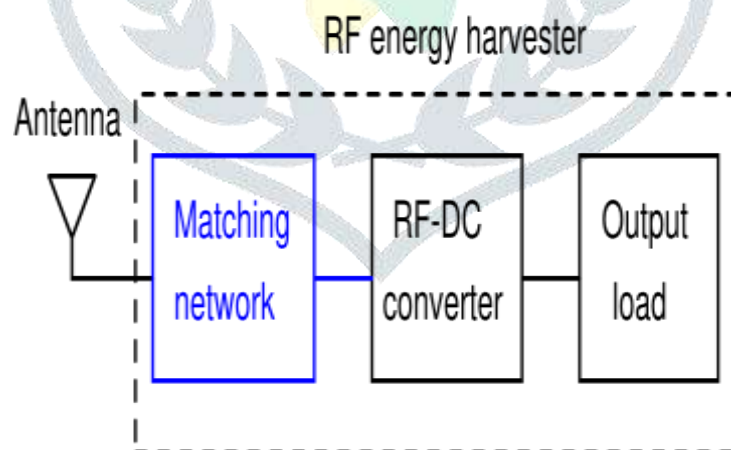 RF energy harvester
Antenna
Matching
network
RF-DC
converter
Output
load